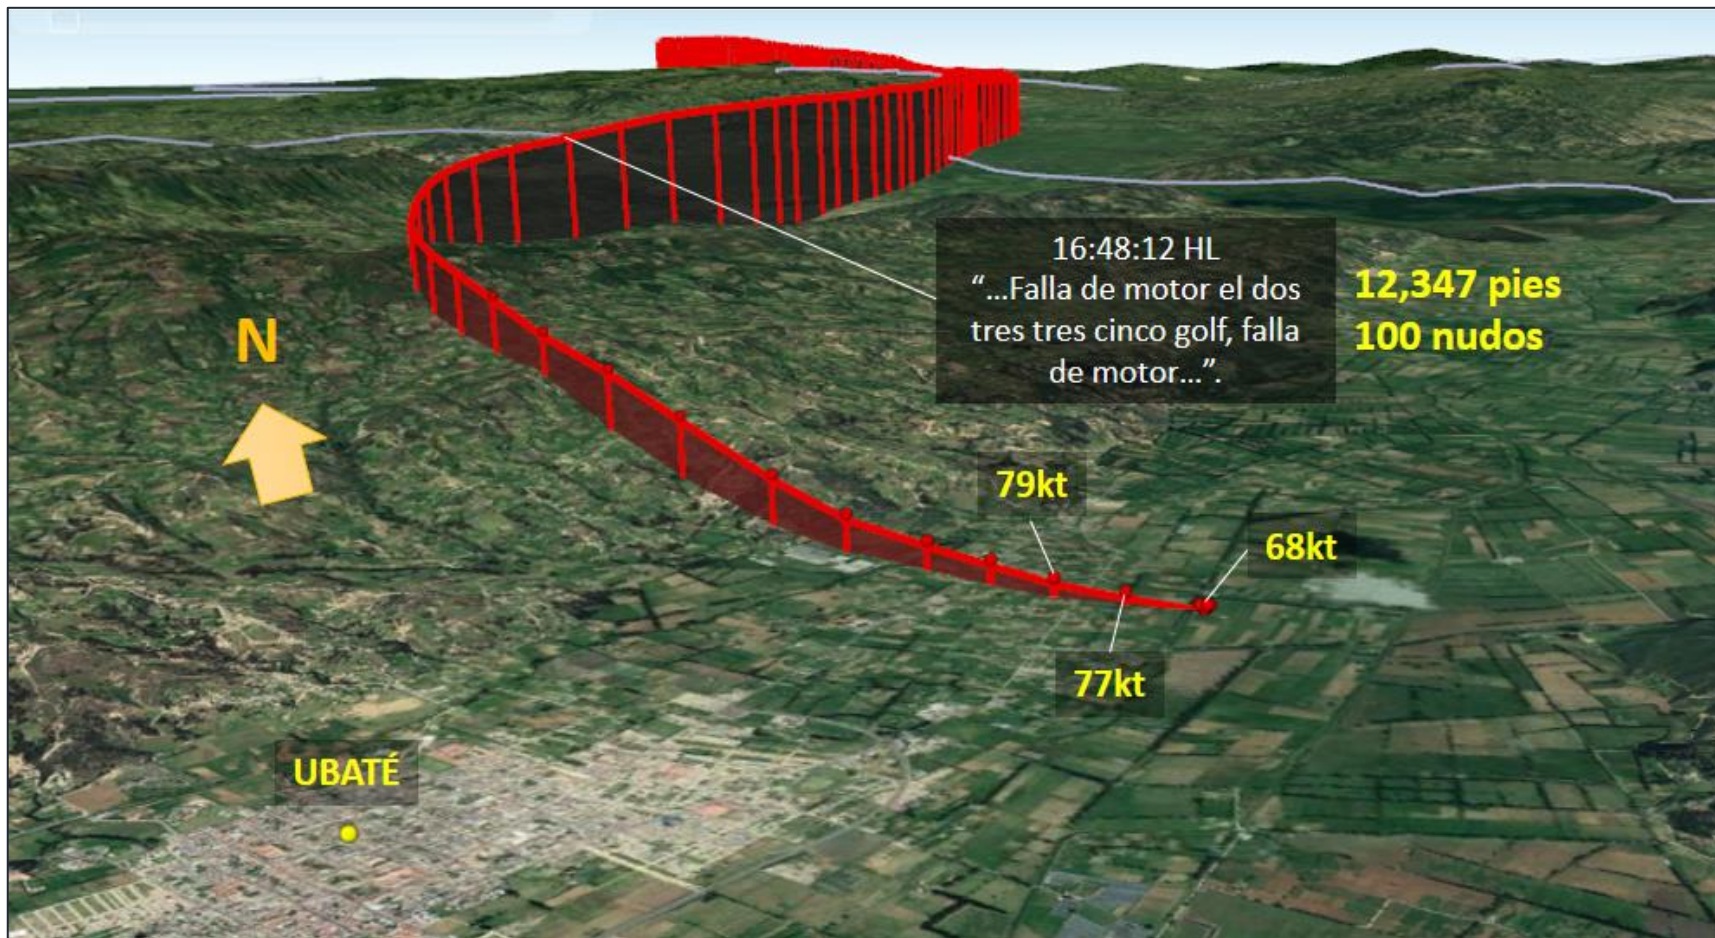 16:48:12 HL
“...Falla de motor el dos
tres tres cinco golf, falla
de motor...”.
12,347 pies
100 nudos
N
79kt
68kt
77kt
UBATÉ